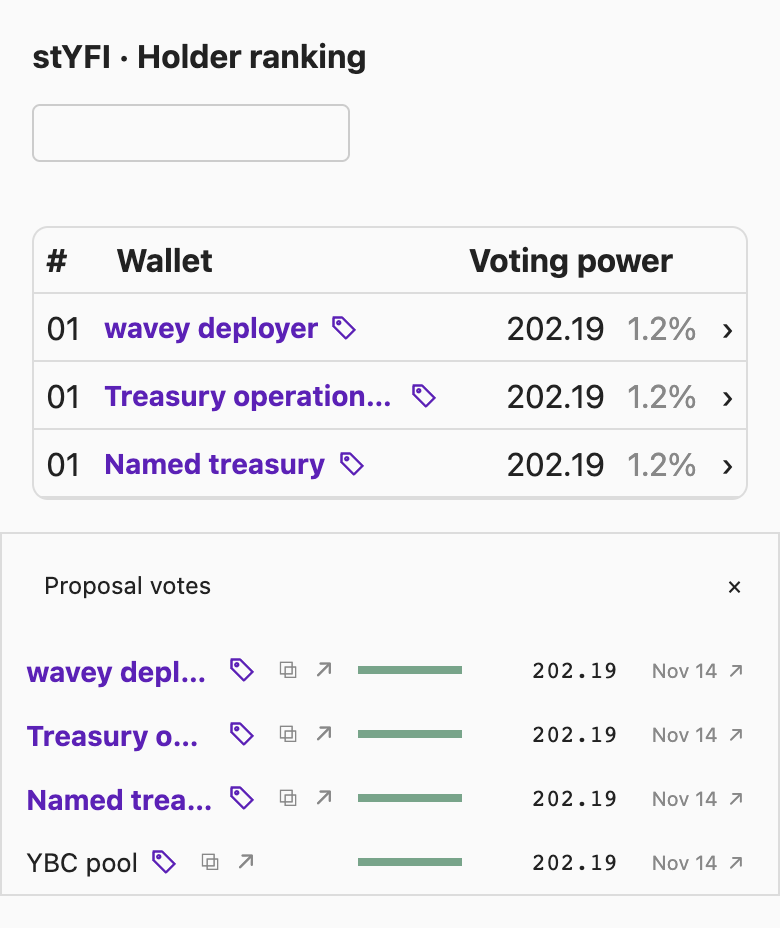 stYFI · Holder ranking
# Wallet Voting power
01 wavey deployer 202.19 1.2% ›
01 Treasury operation... 202.19 1.2% ›
01 Named treasury 202.19 1.2% ›
Proposal votes ×
wavey depl... 202.19 Nov 14 ↗
Treasury o... 202.19 Nov 14 ↗
Named trea... 202.19 Nov 14 ↗
YBC pool 202.19 Nov 14 ↗